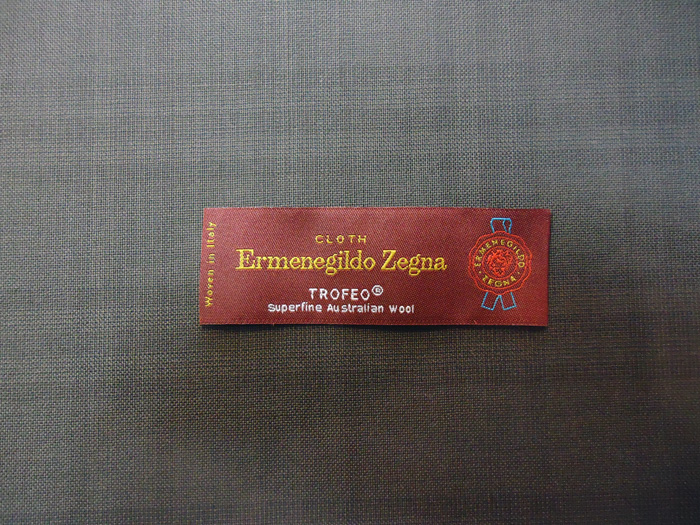 Woven in Italy
CLOTH
Ermenegildo Zegna
TROFEO®
Superfine Australian Wool
ERMENEGILDO
ZEGNA